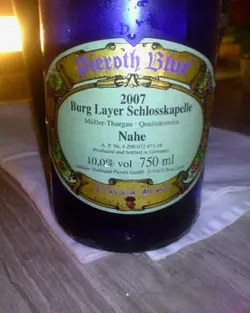 Pieroth Blue
2007
Burg Layer Schlosskapelle
Müller-Thurgau · Qualitätswein
Nahe
Produced and Bottled in Germany
10,0% vol 750 ml